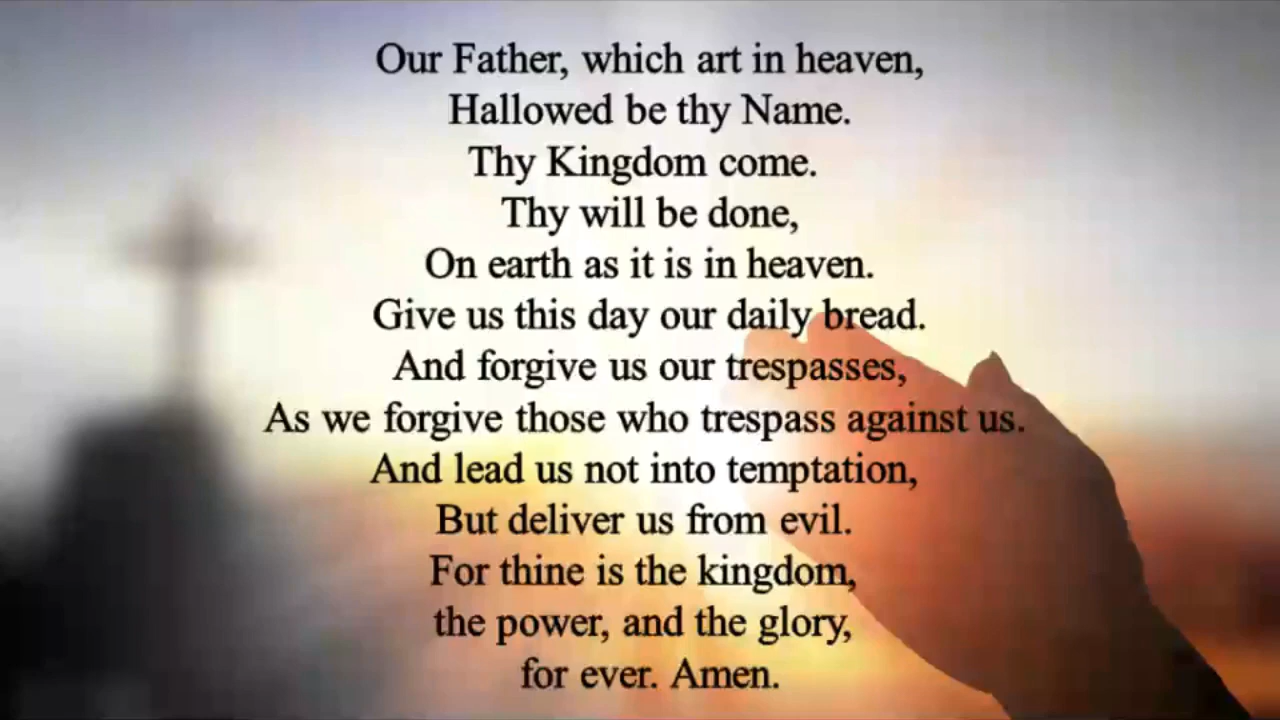 Our Father, which art in heaven,
Hallowed be thy Name.
Thy Kingdom come.
Thy will be done,
On earth as it is in heaven.
Give us this day our daily bread.
And forgive us our trespasses,
As we forgive those who trespass against us.
And lead us not into temptation,
But deliver us from evil.
For thine is the kingdom,
the power, and the glory,
for ever. Amen.